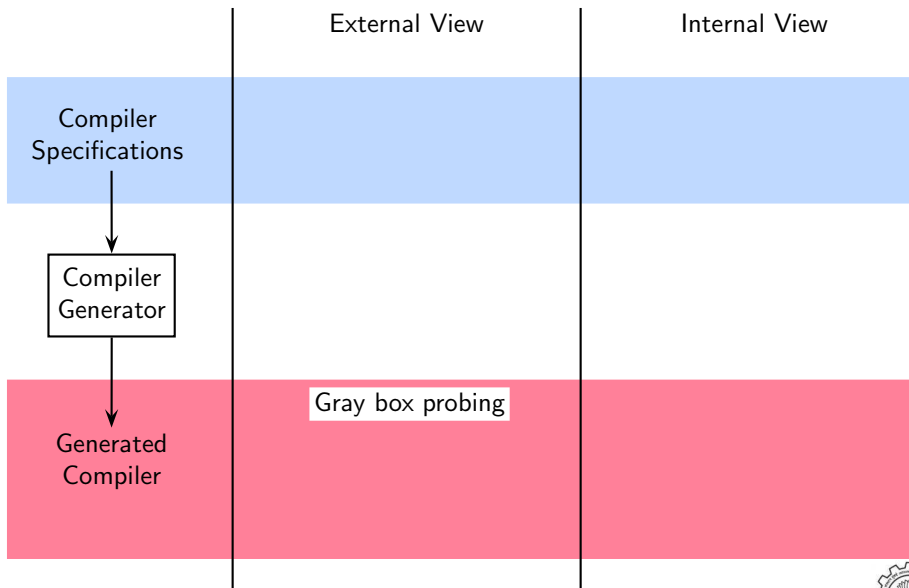 External View
Internal View
Compiler
Specifications
Compiler
Generator
Gray box probing
Generated
Compiler